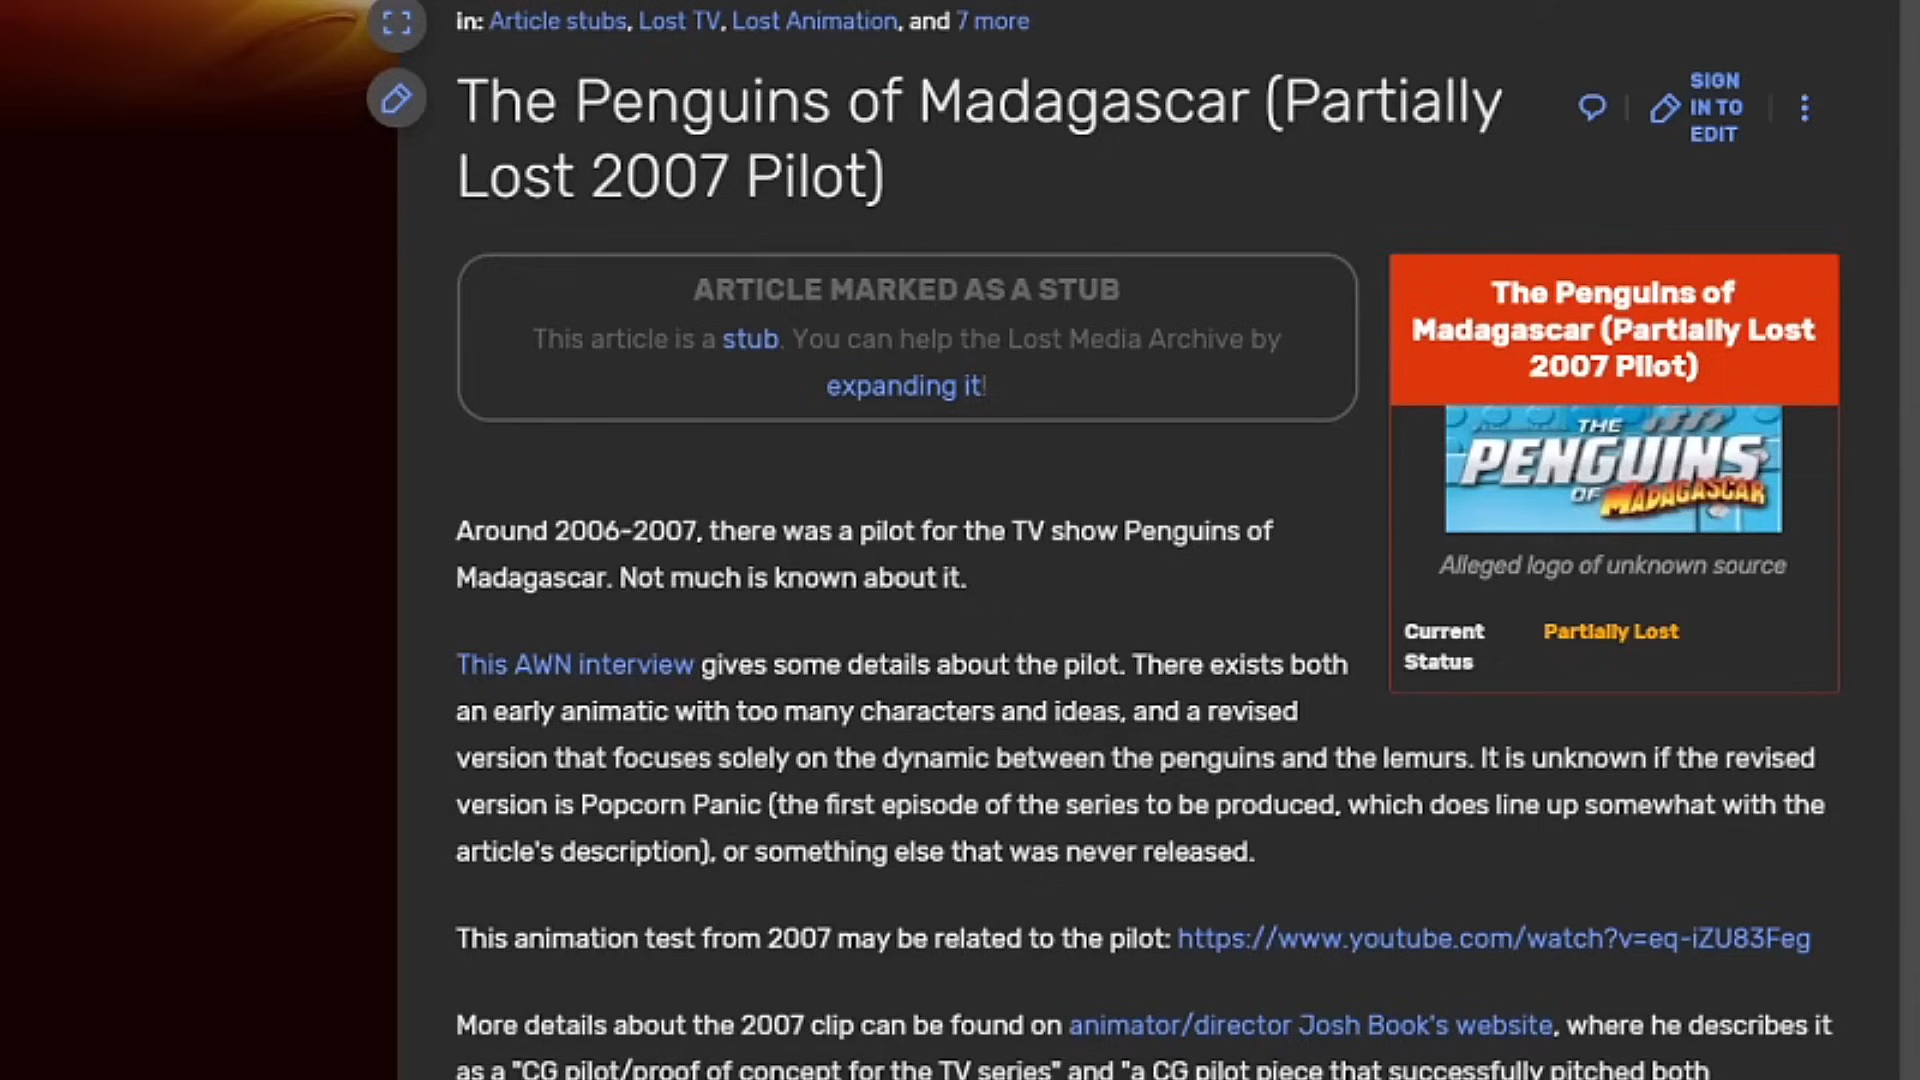 in: Article stubs, Lost TV, Lost Animation, and 7 more
The Penguins of Madagascar (Partially
Lost 2007 Pilot)
SIGN
IN TO
EDIT
ARTICLE MARKED AS A STUB
This article is a stub. You can help the Lost Media Archive by
expanding it!
The Penguins of
Madagascar (Partially Lost
2007 Pilot)
THE
PENGUINS
OF MADAGASCAR
Alleged logo of unknown source
Current Status
Partially Lost
Around 2006-2007, there was a pilot for the TV show Penguins of
Madagascar. Not much is known about it.
This AWN interview gives some details about the pilot. There exists both
an early animatic with too many characters and ideas, and a revised
version that focuses solely on the dynamic between the penguins and the lemurs. It is unknown if the revised
version is Popcorn Panic (the first episode of the series to be produced, which does line up somewhat with the
article's description), or something else that was never released.
This animation test from 2007 may be related to the pilot: https://www.youtube.com/watch?v=eq-iZU83Feg
More details about the 2007 clip can be found on animator/director Josh Book's website, where he describes it
as a "CG pilot/proof of concept for the TV series" and "a CG pilot piece that successfully pitched both